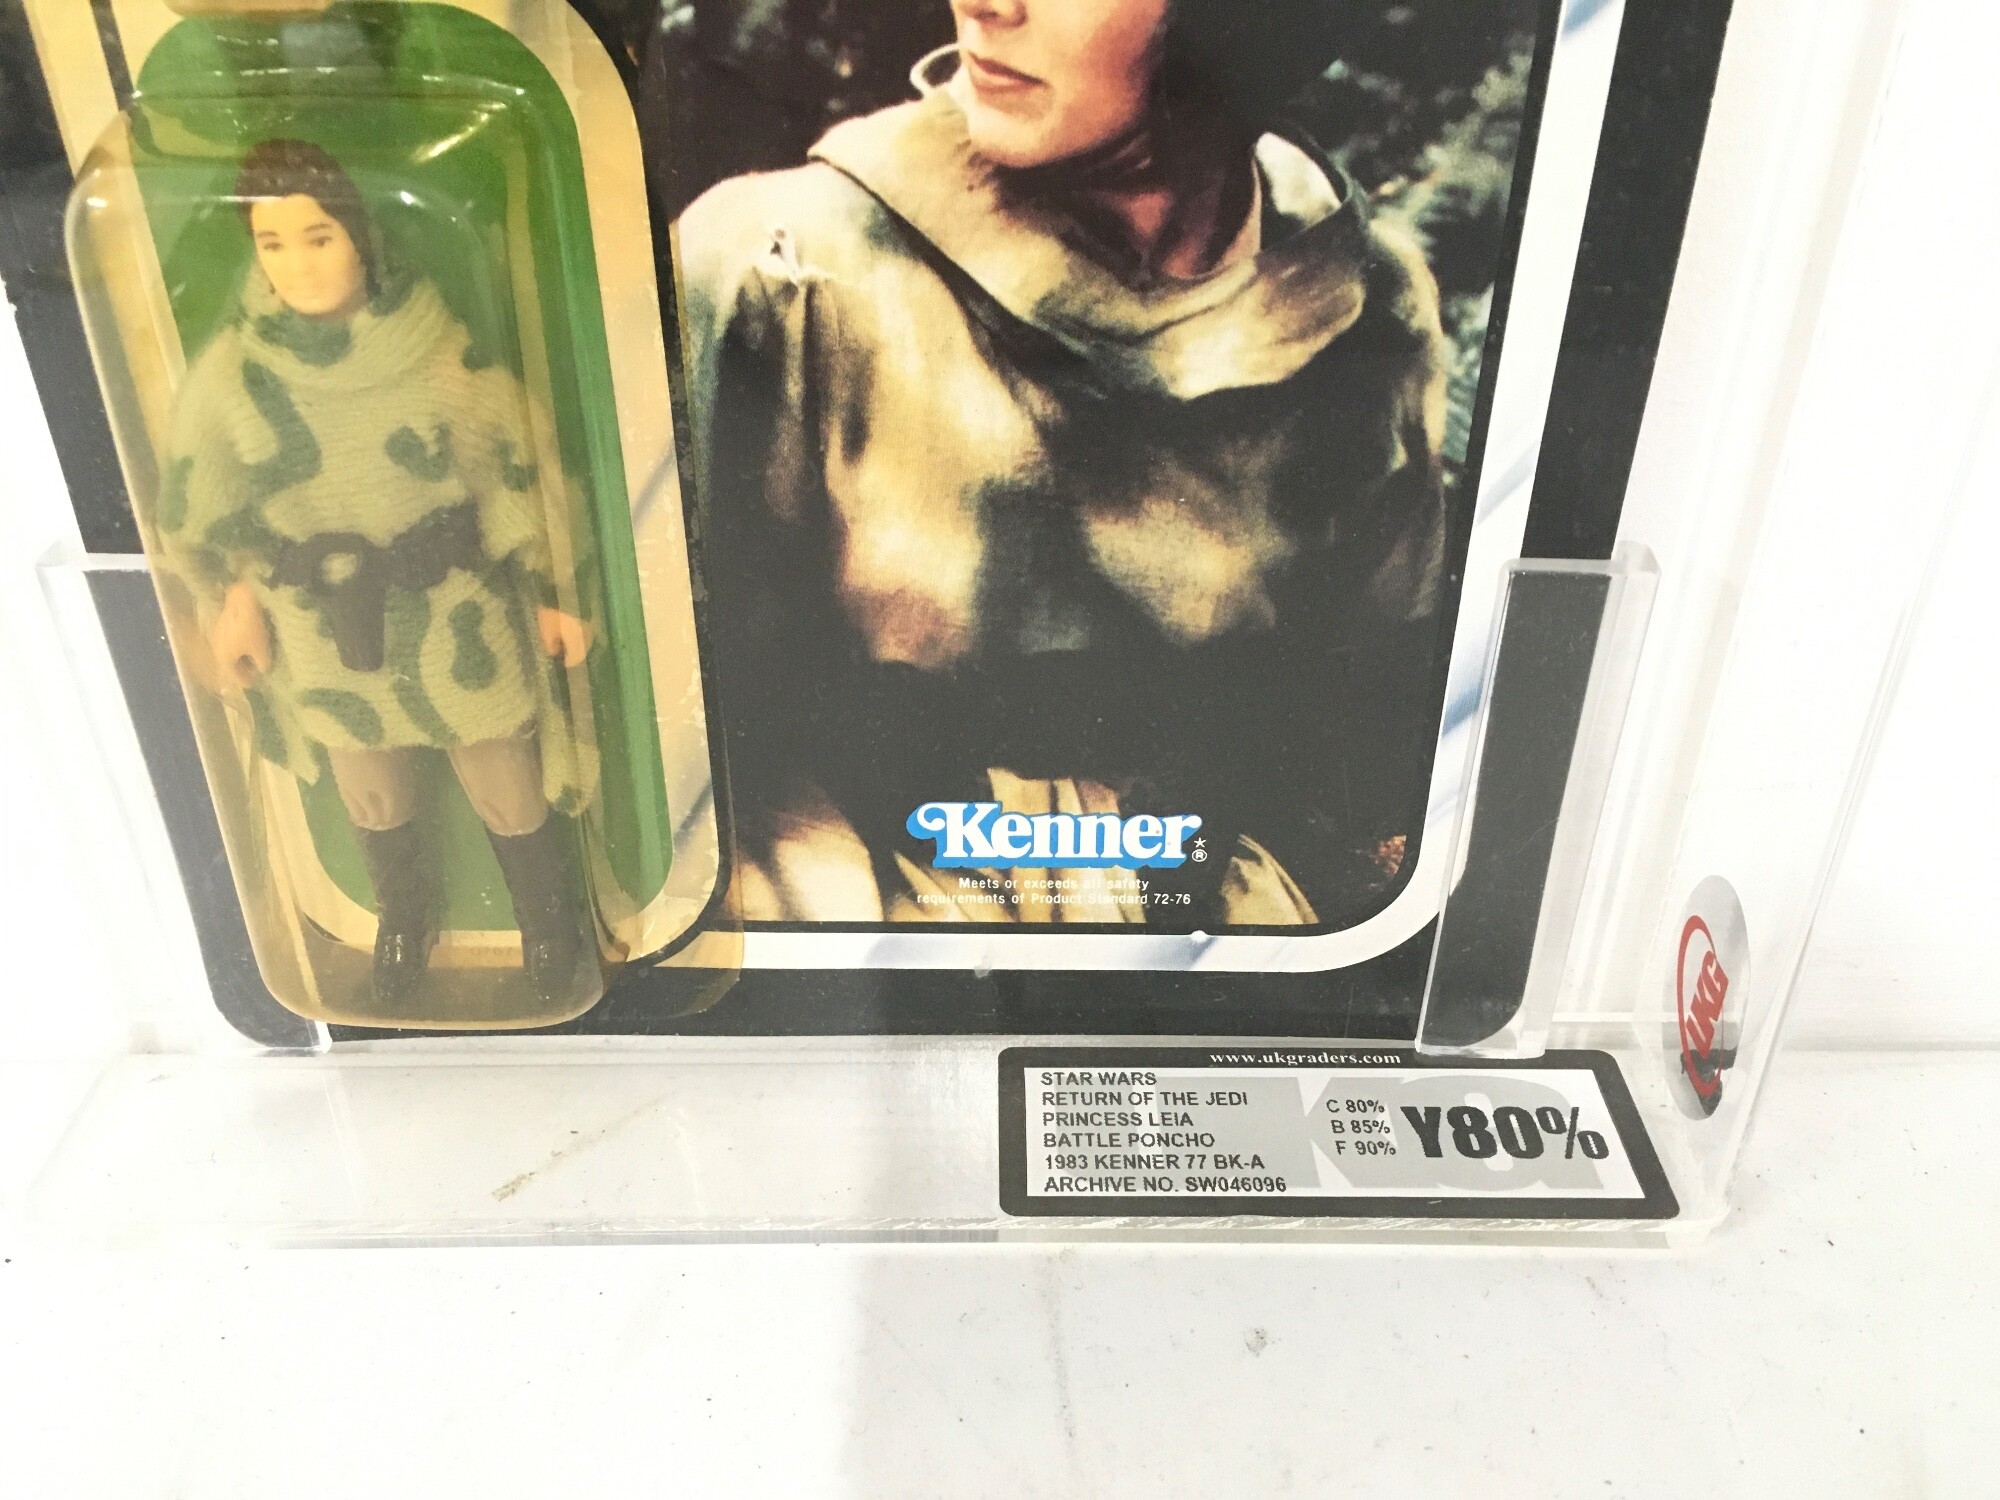 Kenner
Meets or exceeds all safety
requirements of Product Standard 72-76
www.ukgraders.com
STAR WARS
RETURN OF THE JEDI
PRINCESS LEIA
BATTLE PONCHO
1983 KENNER 77 BK-A
ARCHIVE NO. SW046096
C 80%
B 85%
F 90%
Y80%
UKG